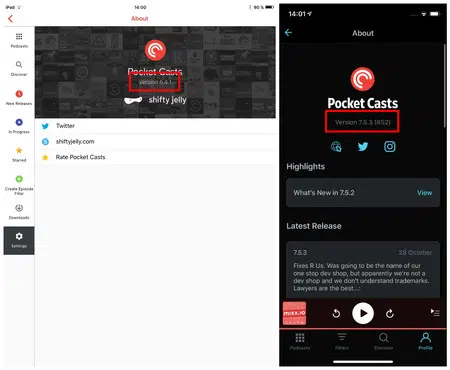 iPad
14:00
90 %
About
Podcasts
Discover
New Releases
In Progress
Starred
Create Episode
Filter
Downloads
Settings
Pocket Casts
Version 6.4.1
shifty jelly
Twitter
shiftyjelly.com
Rate Pocket Casts
14:01
About
Pocket Casts
Version 7.5.3 (652)
Highlights
What's New in 7.5.2
View
Latest Release
7.5.3
28 October
Fixes R Us. Was going to be the name of our
one stop dev shop, but apparently we're not a
dev shop and we don't understand trademarks.
Lawyers are the best...:
mixx.io
Podcasts
Filters
Discover
Profile